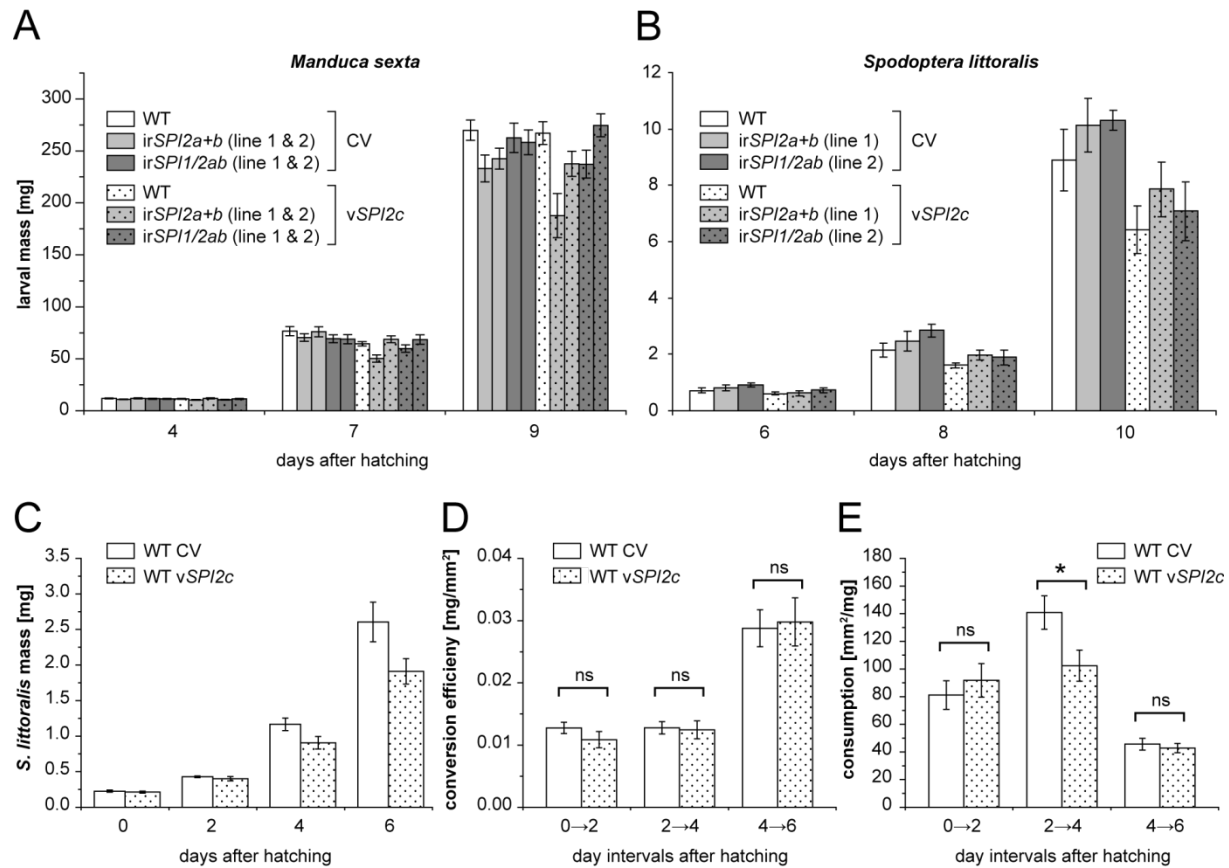 A
Manduca sexta
WT
irSPI2a+b (line 1 & 2)
irSPI1/2ab (line 1 & 2)
CV
WT
irSPI2a+b (line 1 & 2)
irSPI1/2ab (line 1 & 2)
vSPI2c
larval mass [mg]
300
250
200
150
100
50
0
4
7
9
days after hatching
B
Spodoptera littoralis
WT
irSPI2a+b (line 1)
irSPI1/2ab (line 2)
CV
WT
irSPI2a+b (line 1)
irSPI1/2ab (line 2)
vSPI2c
12
10
8
6
4
2
0
6
8
10
days after hatching
C
WT CV
WT vSPI2c
S. littoralis mass [mg]
3.5
3.0
2.5
2.0
1.5
1.0
0.5
0.0
0
2
4
6
days after hatching
D
WT CV
WT vSPI2c
conversion efficieny [mg/mm²]
0.04
0.03
0.02
0.01
0.00
ns
ns
ns
0→2
2→4
4→6
day intervals after hatching
E
WT CV
WT vSPI2c
consumption [mm²/mg]
180
160
140
120
100
80
60
40
20
0
ns
*
ns
0→2
2→4
4→6
day intervals after hatching